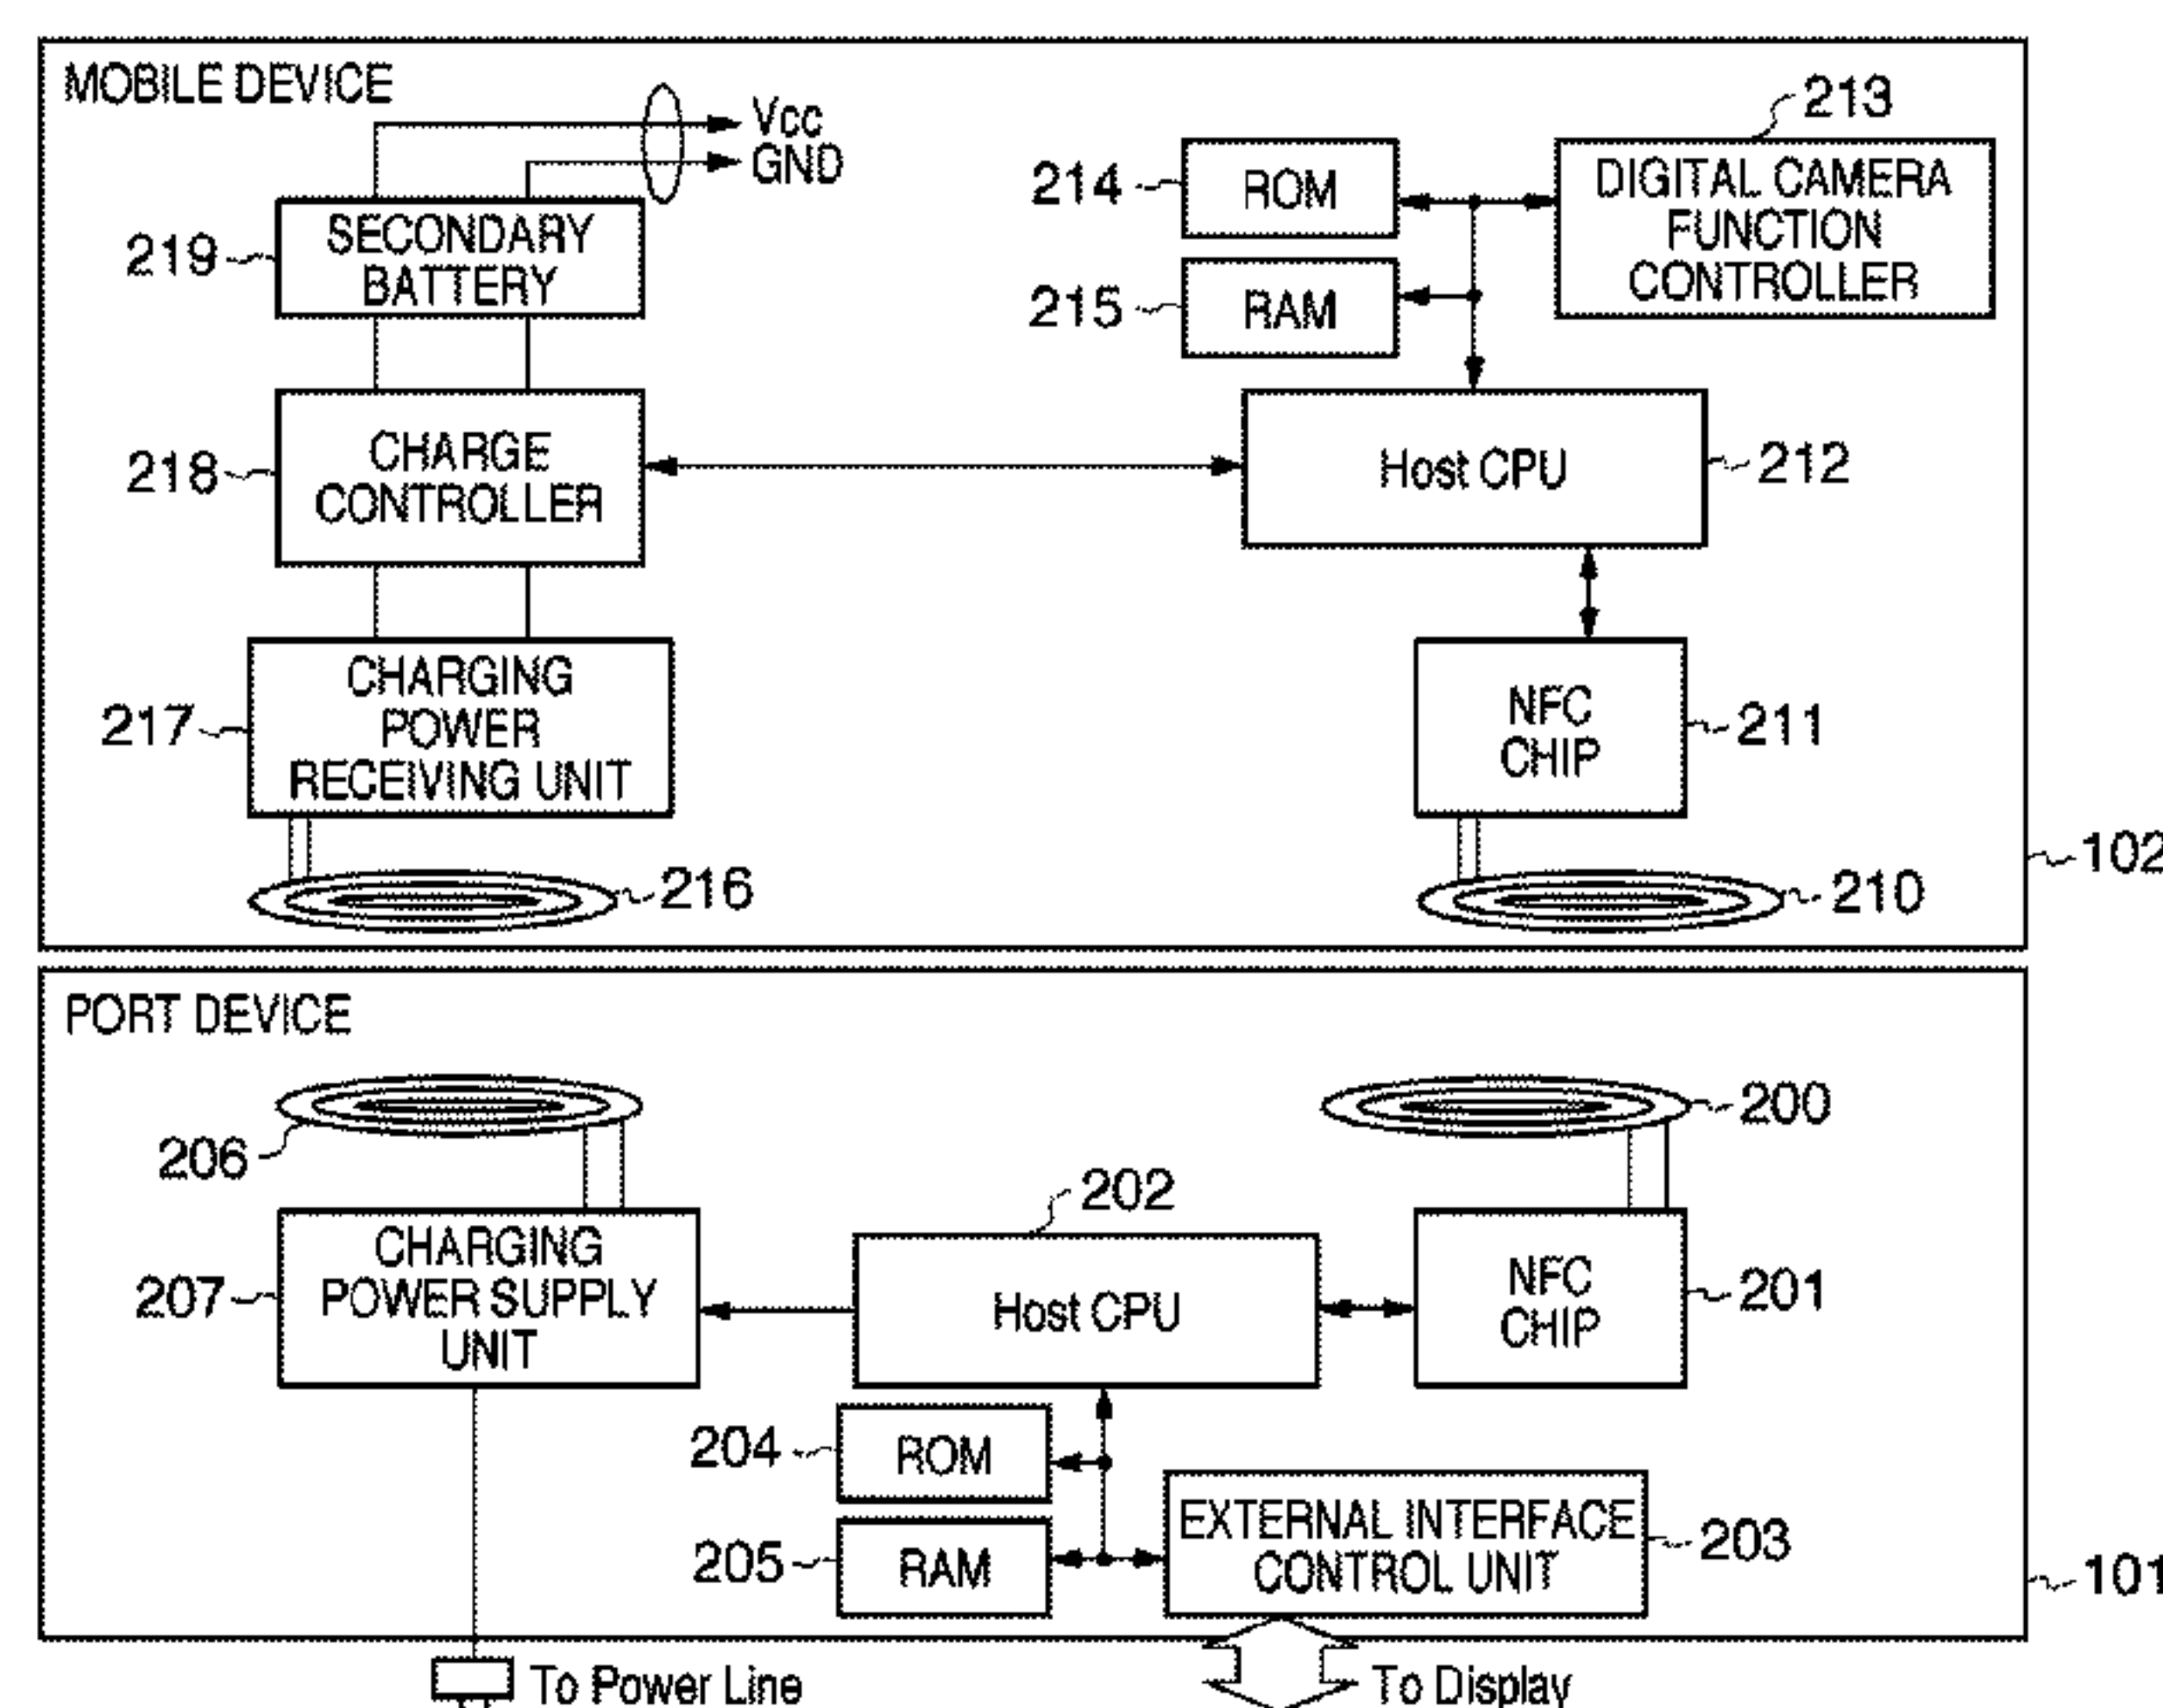 MOBILE DEVICE
Vcc
GND
213
214
ROM
DIGITAL CAMERA
FUNCTION
CONTROLLER
219
SECONDARY
BATTERY
215
RAM
218
CHARGE
CONTROLLER
Host CPU
212
217
CHARGING
POWER
RECEIVING UNIT
NFC
CHIP
211
102
216
210
PORT DEVICE
206
200
202
207
CHARGING
POWER SUPPLY
UNIT
Host CPU
NFC
CHIP
201
204
ROM
205
RAM
EXTERNAL INTERFACE
CONTROL UNIT
203
101
To Power Line
To Display